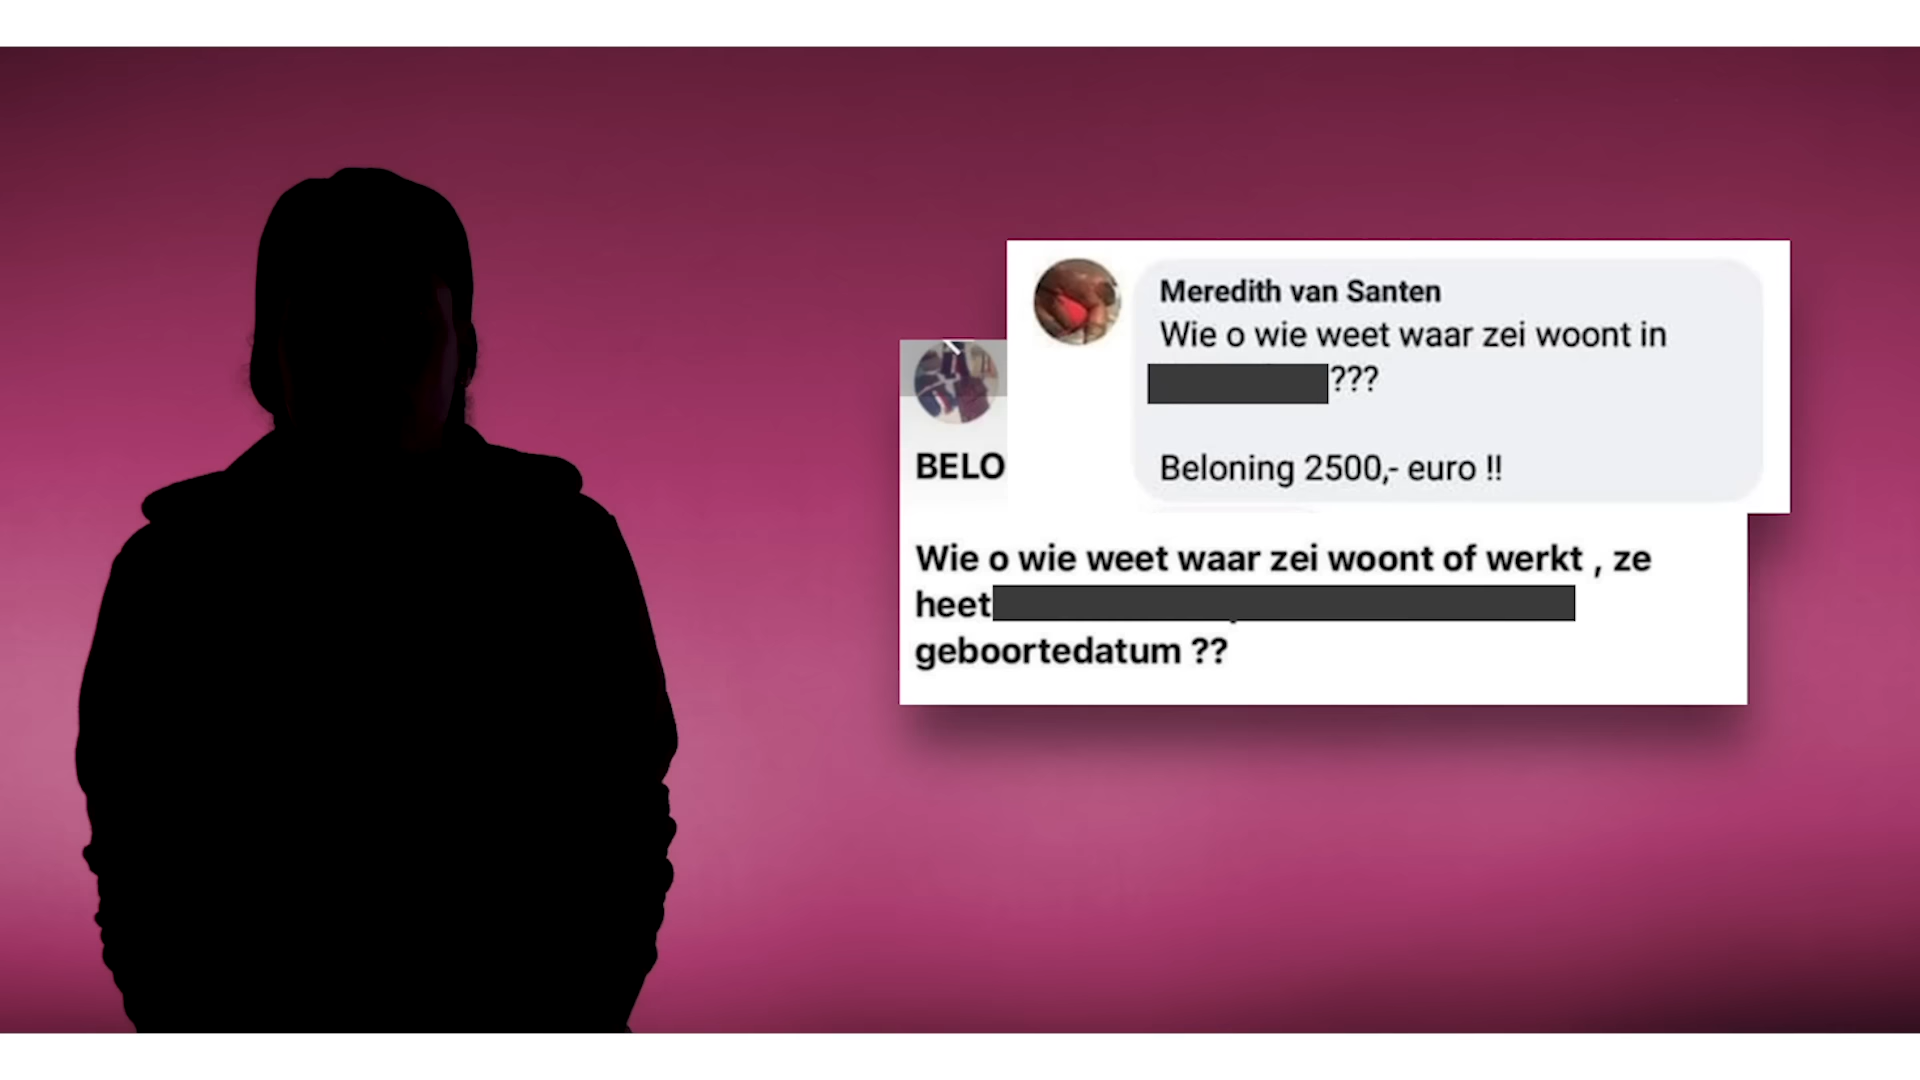 Meredith van Santen
Wie o wie weet waar zei woont in
???
Beloning 2500,- euro !!
BELO
Wie o wie weet waar zei woont of werkt , ze
heet
geboortedatum ??